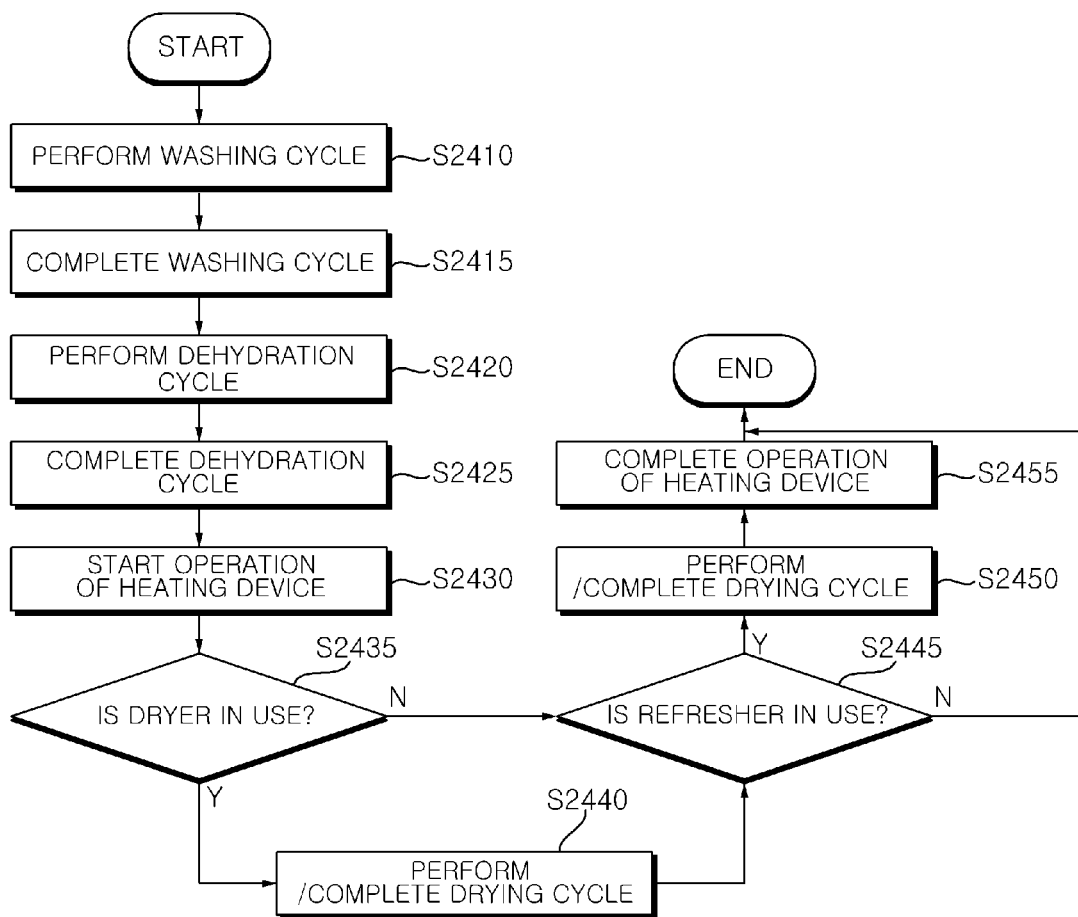 START
PERFORM WASHING CYCLE
S2410
COMPLETE WASHING CYCLE
S2415
PERFORM DEHYDRATION
CYCLE
S2420
COMPLETE DEHYDRATION
CYCLE
S2425
START OPERATION
OF HEATING DEVICE
S2430
S2435
IS DRYER IN USE?
N
Y
S2440
PERFORM
/COMPLETE DRYING CYCLE
S2445
IS REFRESHER IN USE?
N
Y
PERFORM
/COMPLETE DRYING CYCLE
S2450
COMPLETE OPERATION
OF HEATING DEVICE
S2455
END